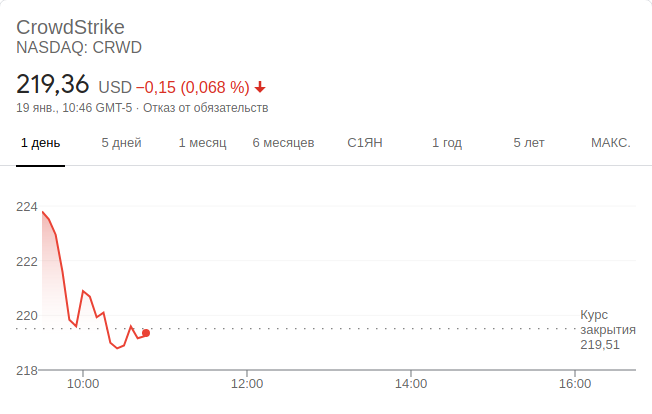 CrowdStrike
NASDAQ: CRWD
219,36 USD −0,15 (0,068 %)
19 янв., 10:46 GMT-5 · Отказ от обязательств
1 день 5 дней 1 месяц 6 месяцев С1ЯН 1 год 5 лет МАКС.
224
222
220
218
Курс
закрытия
219,51
10:00 12:00 14:00 16:00